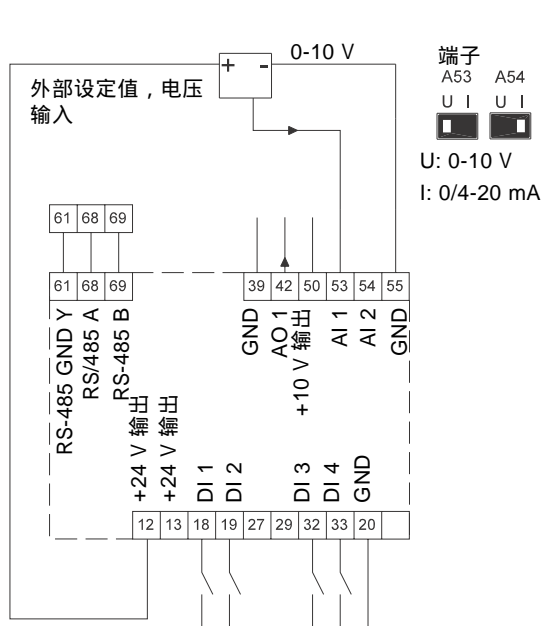 0-10 V
+ -
外部设定值，电压
输入
端子
A53 A54
U I U I
U: 0-10 V
I: 0/4-20 mA
61 68 69
61 68 69 39 42 50 53 54 55
RS-485 GND Y
RS/485 A
RS-485 B
GND
AO 1
+10 V 输出
AI 1
AI 2
GND
+24 V 输出
+24 V 输出
DI 1
DI 2
DI 3
DI 4
GND
12 13 18 19 27 29 32 33 20